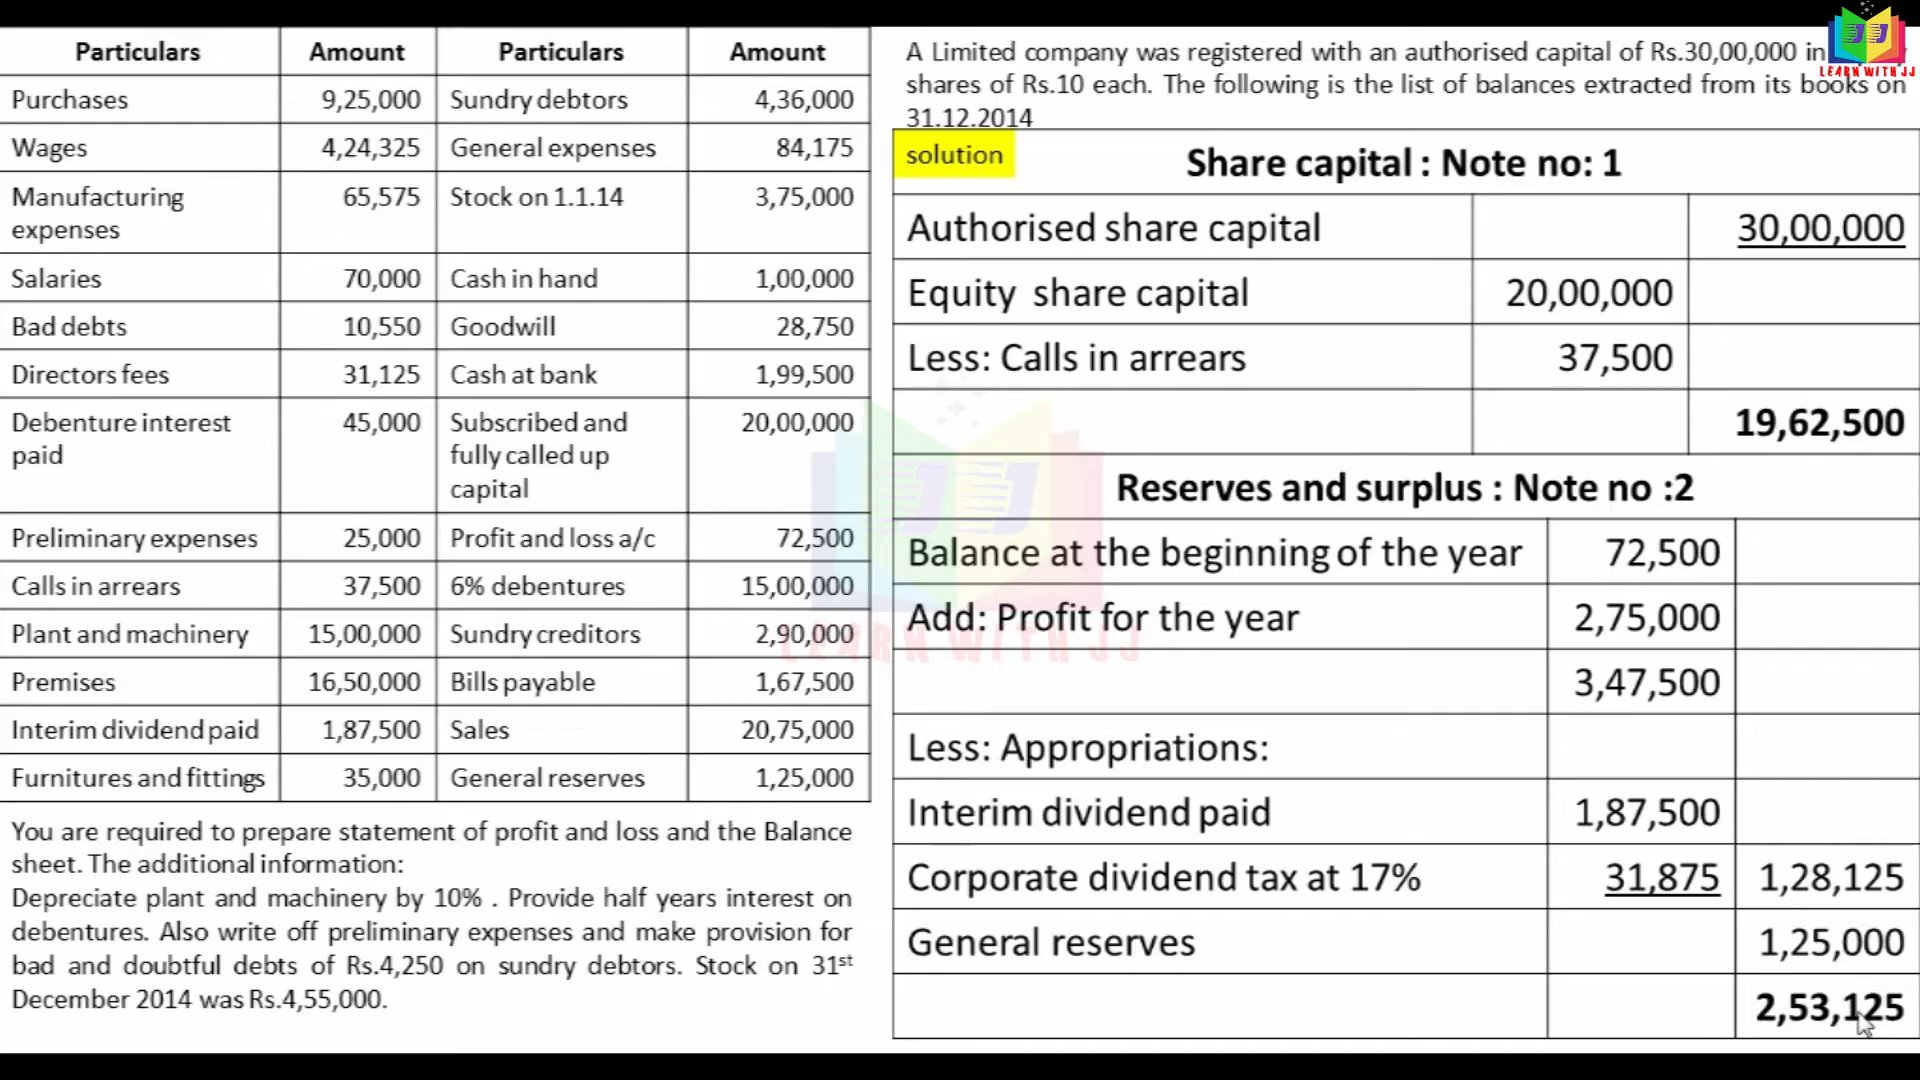 Particulars Amount Particulars Amount
Purchases 9,25,000 Sundry debtors 4,36,000
Wages 4,24,325 General expenses 84,175
Manufacturing expenses 65,575 Stock on 1.1.14 3,75,000
Salaries 70,000 Cash in hand 1,00,000
Bad debts 10,550 Goodwill 28,750
Directors fees 31,125 Cash at bank 1,99,500
Debenture interest paid 45,000 Subscribed and fully called up capital 20,00,000
Preliminary expenses 25,000 Profit and loss a/c 72,500
Calls in arrears 37,500 6% debentures 15,00,000
Plant and machinery 15,00,000 Sundry creditors 2,90,000
Premises 16,50,000 Bills payable 1,67,500
Interim dividend paid 1,87,500 Sales 20,75,000
Furnitures and fittings 35,000 General reserves 1,25,000
You are required to prepare statement of profit and loss and the Balance
sheet. The additional information:
Depreciate plant and machinery by 10% . Provide half years interest on
debentures. Also write off preliminary expenses and make provision for
bad and doubtful debts of Rs.4,250 on sundry debtors. Stock on 31st
December 2014 was Rs.4,55,000.
A Limited company was registered with an authorised capital of Rs.30,00,000 in
shares of Rs.10 each. The following is the list of balances extracted from its books on
31.12.2014
solution
Share capital : Note no: 1
Authorised share capital 30,00,000
Equity share capital 20,00,000
Less: Calls in arrears 37,500
19,62,500
Reserves and surplus : Note no :2
Balance at the beginning of the year 72,500
Add: Profit for the year 2,75,000
3,47,500
Less: Appropriations:
Interim dividend paid 1,87,500
Corporate dividend tax at 17% 31,875 1,28,125
General reserves 1,25,000
2,53,125
JJ
LEARN WITH JJ
JJ
LEARN WITH JJ